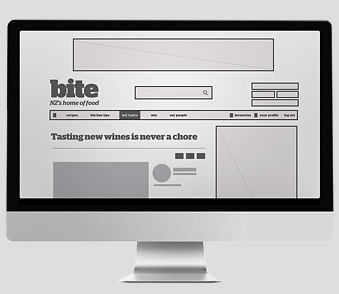 bite
NZ's home of food
recipes kitchen tips hot topics win our people favourites your profile log out
Tasting new wines is never a chore